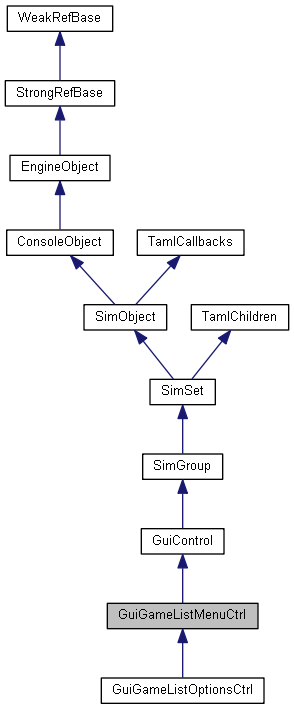 WeakRefBase
StrongRefBase
EngineObject
ConsoleObject
TamlCallbacks
SimObject
TamlChildren
SimSet
SimGroup
GuiControl
GuiGameListMenuCtrl
GuiGameListOptionsCtrl